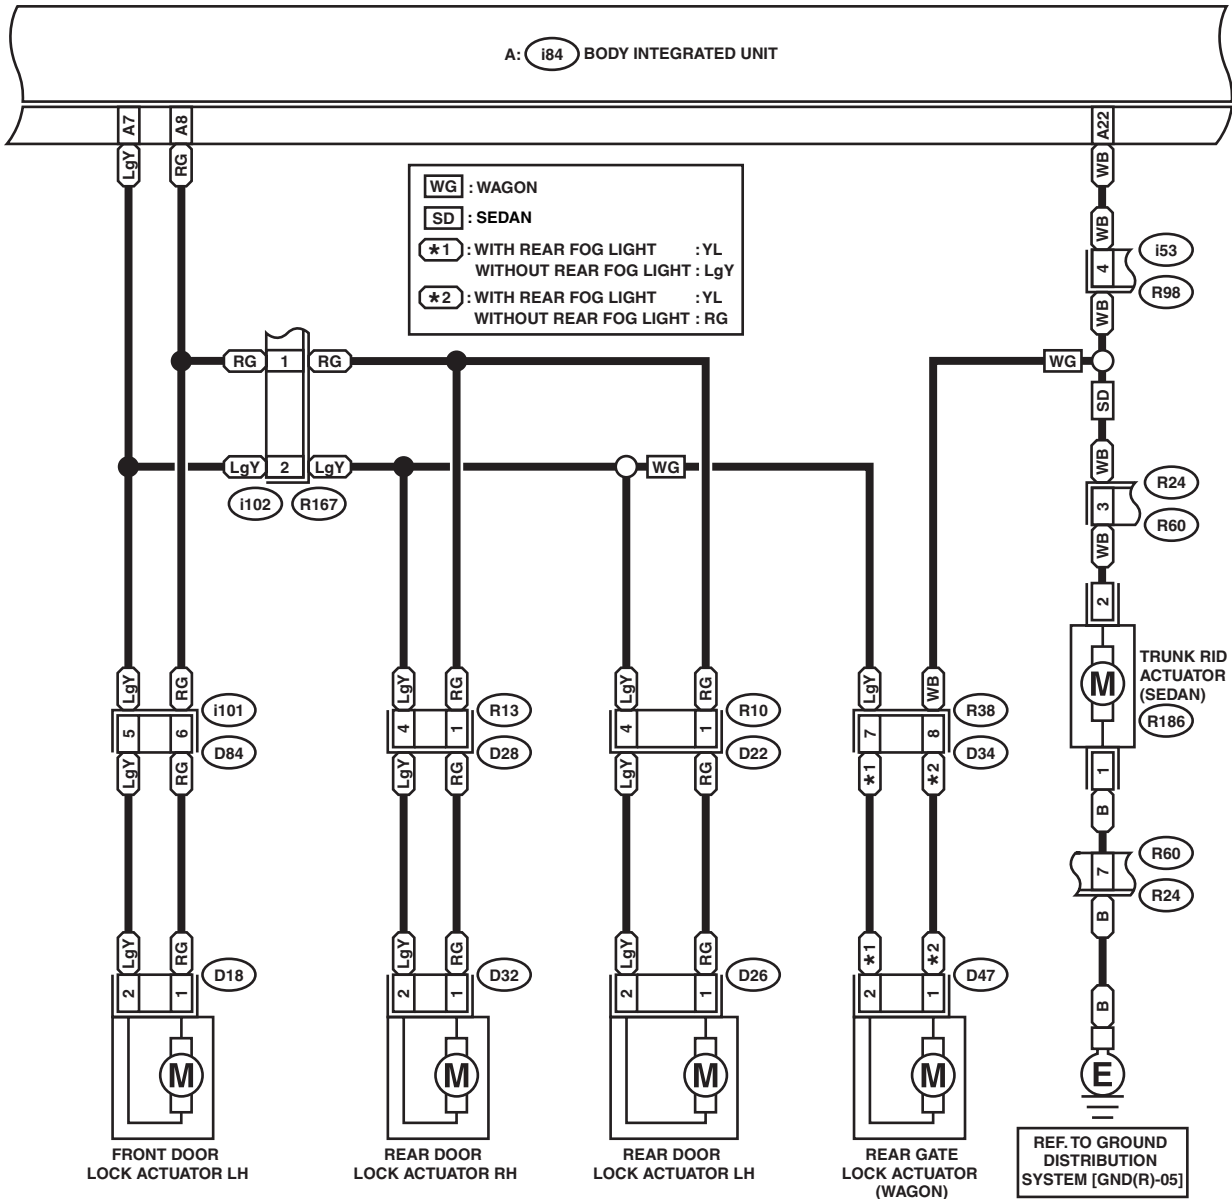 A: i84 BODY INTEGRATED UNIT
A7 A8 A22
LgY RG WB
WG : WAGON
SD : SEDAN
*1 : WITH REAR FOG LIGHT : YL
WITHOUT REAR FOG LIGHT : LgY
*2 : WITH REAR FOG LIGHT : YL
WITHOUT REAR FOG LIGHT : RG
WB
4 i53
R98
WB
RG 1 RG WG
SD
LgY 2 LgY WG
i102 R167
WB
3 R24
R60
WB
2
TRUNK RID
ACTUATOR
(SEDAN)
M
R186
1
B
LgY RG LgY RG LgY RG LgY WB
i101 R13 R10 R38
5 6 4 1 4 1 7 8
D84 D28 D22 D34
LgY RG LgY RG LgY RG *1 *2
7 R60
R24
B
LgY RG LgY RG LgY RG *1 *2
2 1 D18 2 1 D32 2 1 D26 2 1 D47
B
M M M M E
FRONT DOOR
LOCK ACTUATOR LH
REAR DOOR
LOCK ACTUATOR RH
REAR DOOR
LOCK ACTUATOR LH
REAR GATE
LOCK ACTUATOR
(WAGON)
REF. TO GROUND
DISTRIBUTION
SYSTEM [GND(R)-05]